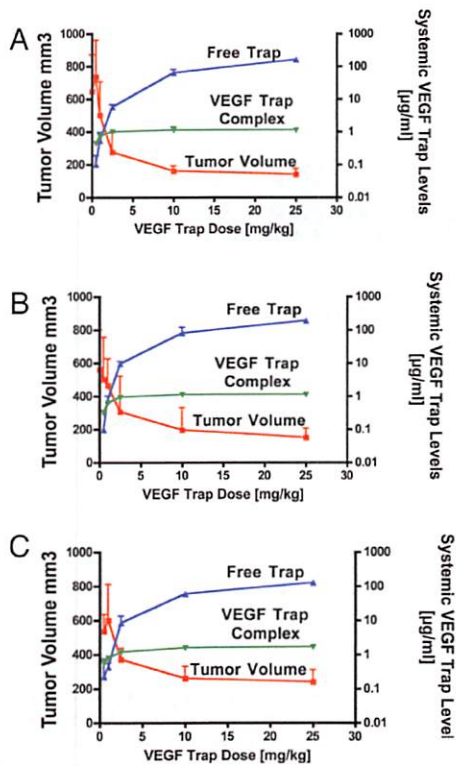 A
Tumor Volume mm3
1000
800
600
400
200
0
0 5 10 15 20 25 30
VEGF Trap Dose [mg/kg]
Free Trap
VEGF Trap
Complex
Tumor Volume
1000
100
10
1
0.1
0.01
Systemic VEGF Trap Levels
[µg/ml]
B
Tumor Volume mm3
1000
800
600
400
200
0
0 5 10 15 20 25 30
VEGF Trap Dose [mg/kg]
Free Trap
VEGF Trap
Complex
Tumor Volume
1000
100
10
1
0.1
0.01
Systemic VEGF Trap Levels
[µg/ml]
C
Tumor Volume mm3
1000
800
600
400
200
0
0 5 10 15 20 25 30
VEGF Trap Dose [mg/kg]
Free Trap
VEGF Trap
Complex
Tumor Volume
1000
100
10
1
0.1
0.01
Systemic VEGF Trap Level
[µg/ml]